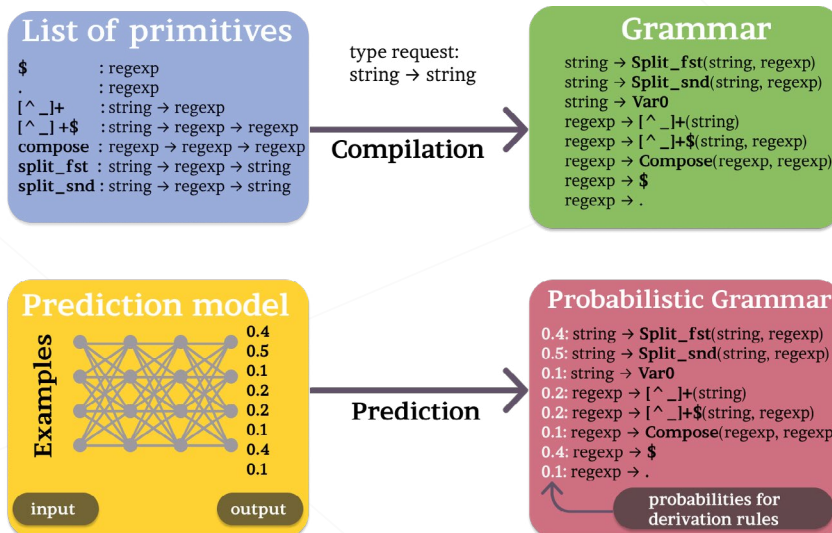 List of primitives
$ : regexp
. : regexp
[^ _]+ : string → regexp
[^ _] +$ : string → regexp → regexp
compose : regexp → regexp → regexp
split_fst : string → regexp → string
split_snd : string → regexp → string
type request:
string → string
Compilation
Grammar
string → Split_fst(string, regexp)
string → Split_snd(string, regexp)
string → Var0
regexp → [^ _]+(string)
regexp → [^ _]+$(string, regexp)
regexp → Compose(regexp, regexp)
regexp → $
regexp → .
Prediction model
Examples
0.4
0.5
0.1
0.2
0.2
0.1
0.4
0.1
input
output
Prediction
Probabilistic Grammar
0.4: string → Split_fst(string, regexp)
0.5: string → Split_snd(string, regexp)
0.1: string → Var0
0.2: regexp → [^ _]+(string)
0.2: regexp → [^ _]+$(string, regexp)
0.1: regexp → Compose(regexp, regexp
0.4: regexp → $
0.1: regexp → .
probabilities for
derivation rules